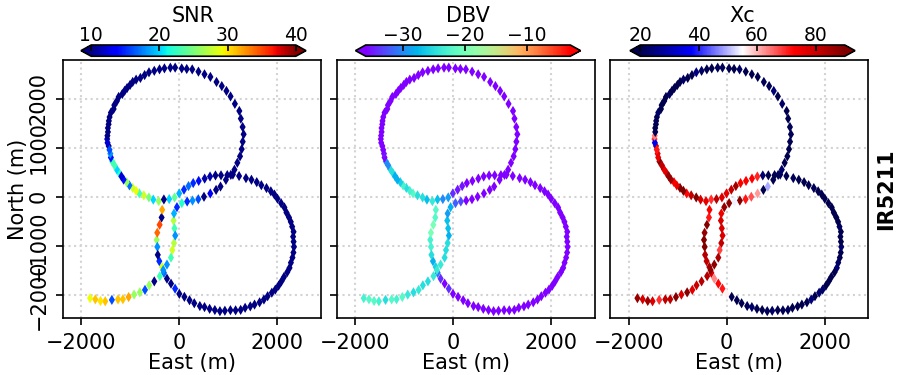 SNR
DBV
Xc
10 20 30 40
−30 −20 −10
20 40 60 80
North (m)
2000
1000
0
−1000
−2000
IR5211
−2000 0 2000
−2000 0 2000
−2000 0 2000
East (m)
East (m)
East (m)